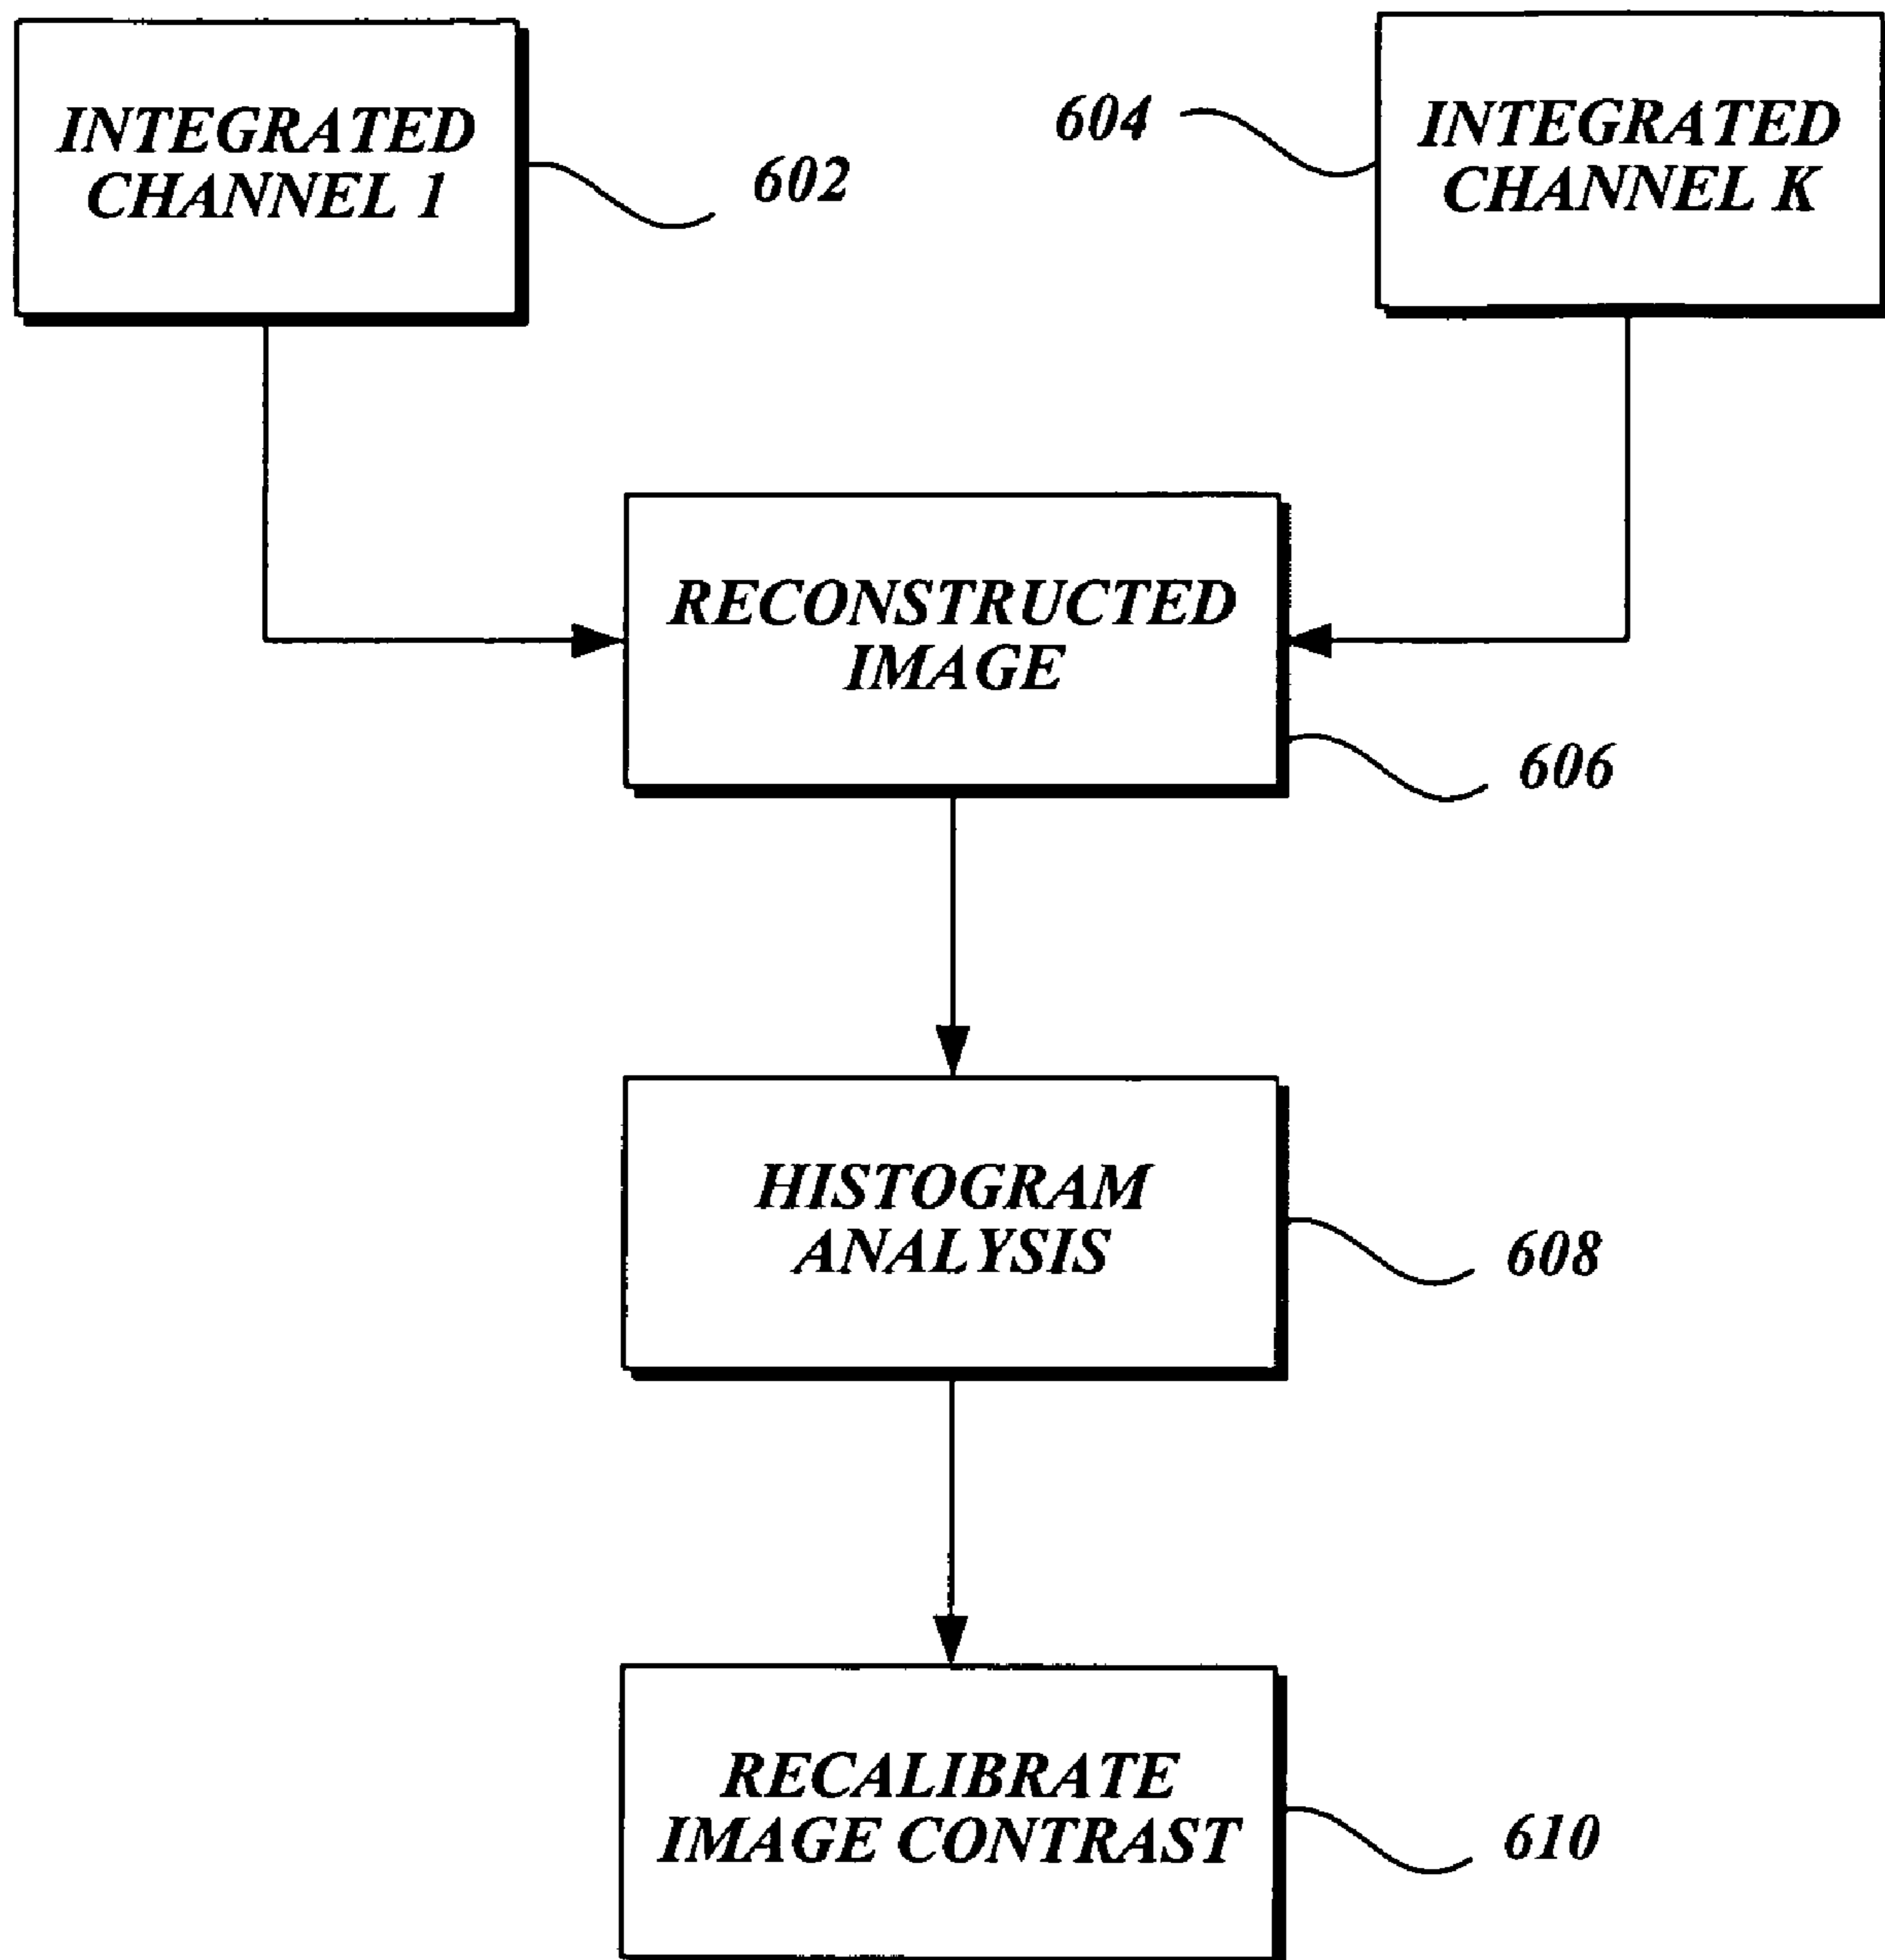 INTEGRATED
CHANNEL 1
602
604
INTEGRATED
CHANNEL K
RECONSTRUCTED
IMAGE
606
HISTOGRAM
ANALYSIS
608
RECALIBRATE
IMAGE CONTRAST
610